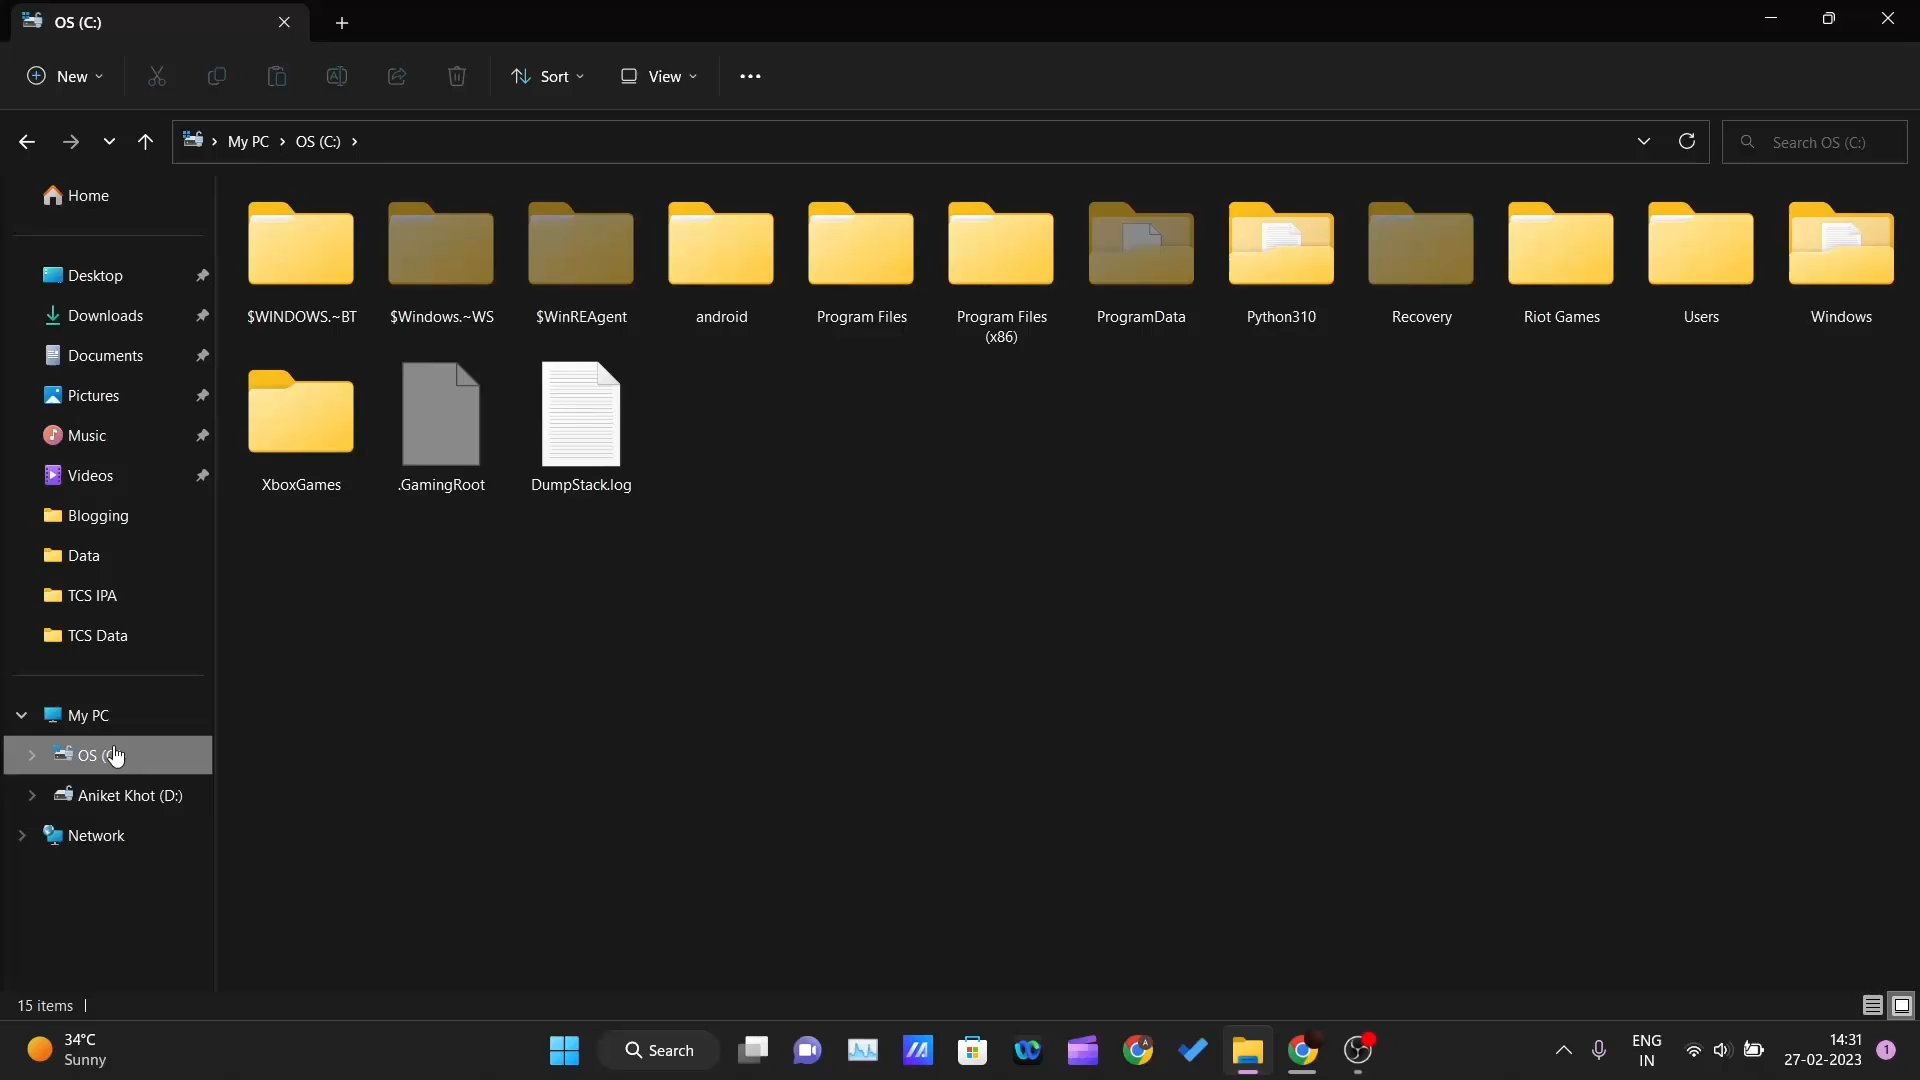 OS (C:)
New
Sort
View
My PC
OS (C:)
Search OS (C:)
Home
Desktop
Downloads
Documents
Pictures
Music
Videos
Blogging
Data
TCS IPA
TCS Data
My PC
OS (
Aniket Khot (D:)
Network
$WINDOWS.~BT
$Windows.~WS
$WinREAgent
android
Program Files
Program Files
(x86)
ProgramData
Python310
Recovery
Riot Games
Users
Windows
XboxGames
.GamingRoot
DumpStack.log
15 items
34°C
Sunny
Search
A
ENG
IN
14:31
27-02-2023
1